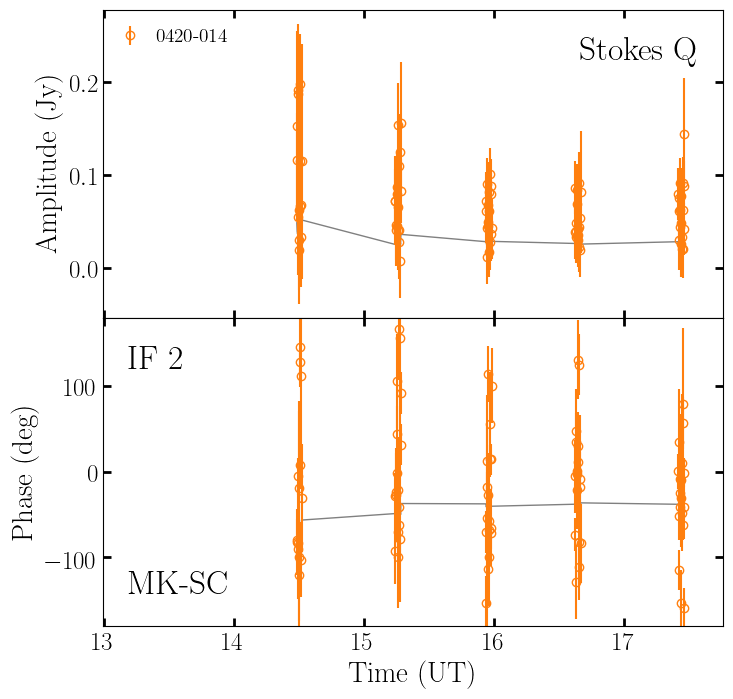 0420-014
Stokes Q
Amplitude (Jy)
0.2
0.1
0.0
IF 2
MK-SC
Phase (deg)
100
0
−100
13 14 15 16 17
Time (UT)